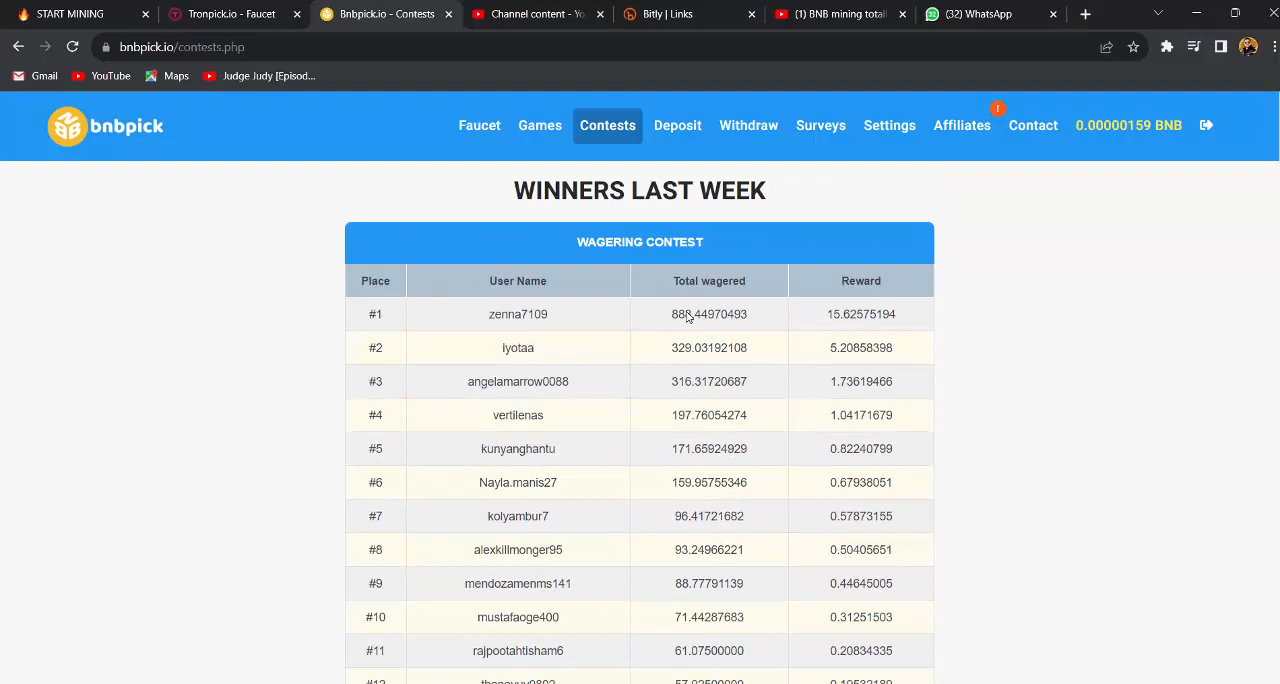 START MINING
Tronpick.io - Faucet
Bnbpick.io - Contests
Channel content - Yo
Bitly | Links
(1) BNB mining total
(32) WhatsApp
bnbpick.io/contests.php
Gmail
YouTube
Maps
Judge Judy [Episod...
bnbpick
Faucet
Games
Contests
Deposit
Withdraw
Surveys
Settings
Affiliates
!
Contact
0.00000159 BNB
WINNERS LAST WEEK
WAGERING CONTEST
Place User Name Total wagered Reward
#1 zenna7109 888.44970493 15.62575194
#2 iyotaa 329.03192108 5.20858398
#3 angelamarrow0088 316.31720687 1.73619466
#4 vertilenas 197.76054274 1.04171679
#5 kunyanghantu 171.65924929 0.82240799
#6 Nayla.manis27 159.95755346 0.67938051
#7 kolyambur7 96.41721682 0.57873155
#8 alexkillmonger95 93.24966221 0.50405651
#9 mendozamenms141 88.77791139 0.44645005
#10 mustafaoge400 71.44287683 0.31251503
#11 rajpootahtisham6 61.07500000 0.20834335